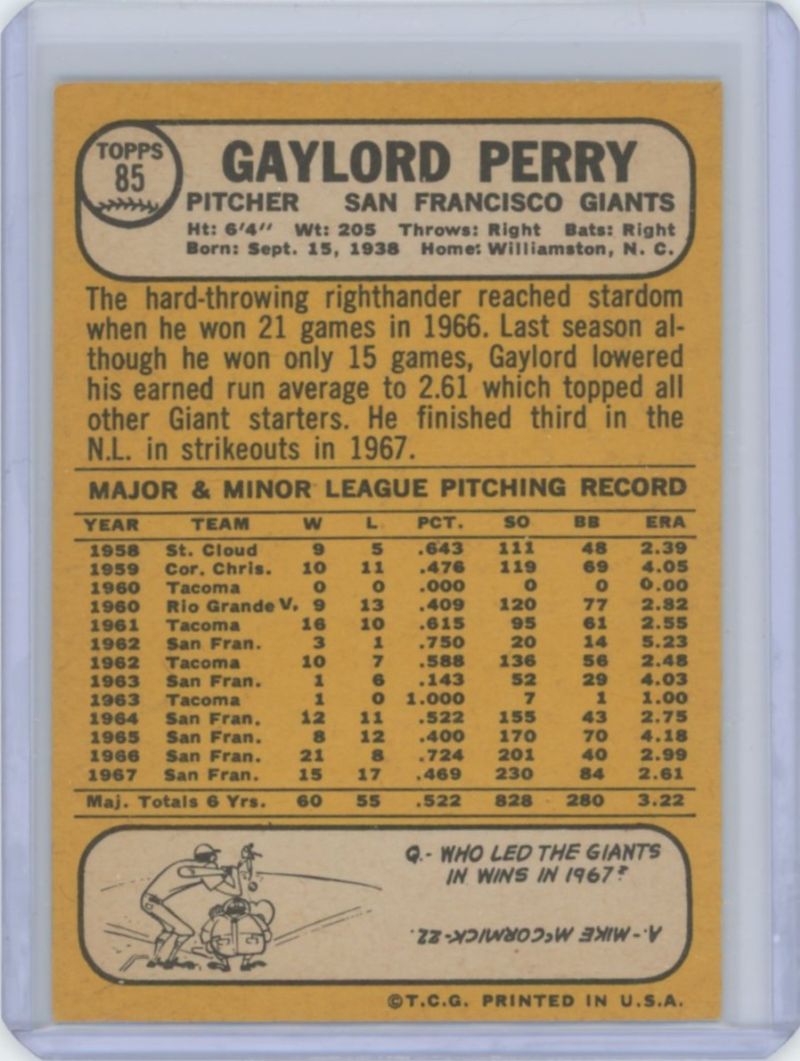 TOPPS
85
GAYLORD PERRY
PITCHER SAN FRANCISCO GIANTS
Ht: 6'4" Wt: 205 Throws: Right Bats: Right
Born: Sept. 15, 1938 Home: Williamston, N. C.
The hard-throwing righthander reached stardom
when he won 21 games in 1966. Last season al-
though he won only 15 games, Gaylord lowered
his earned run average to 2.61 which topped all
other Giant starters. He finished third in the
N.L. in strikeouts in 1967.
MAJOR & MINOR LEAGUE PITCHING RECORD
YEAR TEAM W L PCT. SO BB ERA
1958 St. Cloud 9 5 .643 111 48 2.39
1959 Cor. Chris. 10 11 .476 119 69 4.05
1960 Tacoma 0 0 .000 0 0 0.00
1960 Rio Grande V. 9 13 .409 120 77 2.82
1961 Tacoma 16 10 .615 95 61 2.55
1962 San Fran. 3 1 .750 20 14 5.23
1962 Tacoma 10 7 .588 136 56 2.48
1963 San Fran. 1 6 .143 52 29 4.03
1963 Tacoma 1 0 1.000 7 1 1.00
1964 San Fran. 12 11 .522 155 43 2.75
1965 San Fran. 8 12 .400 170 70 4.18
1966 San Fran. 21 8 .724 201 40 2.99
1967 San Fran. 15 17 .469 230 84 2.61
Maj. Totals 6 Yrs. 60 55 .522 828 280 3.22
Q.- WHO LED THE GIANTS
IN WINS IN 1967?
A.- MIKE McCORMICK-22.
©T.C.G. PRINTED IN U.S.A.